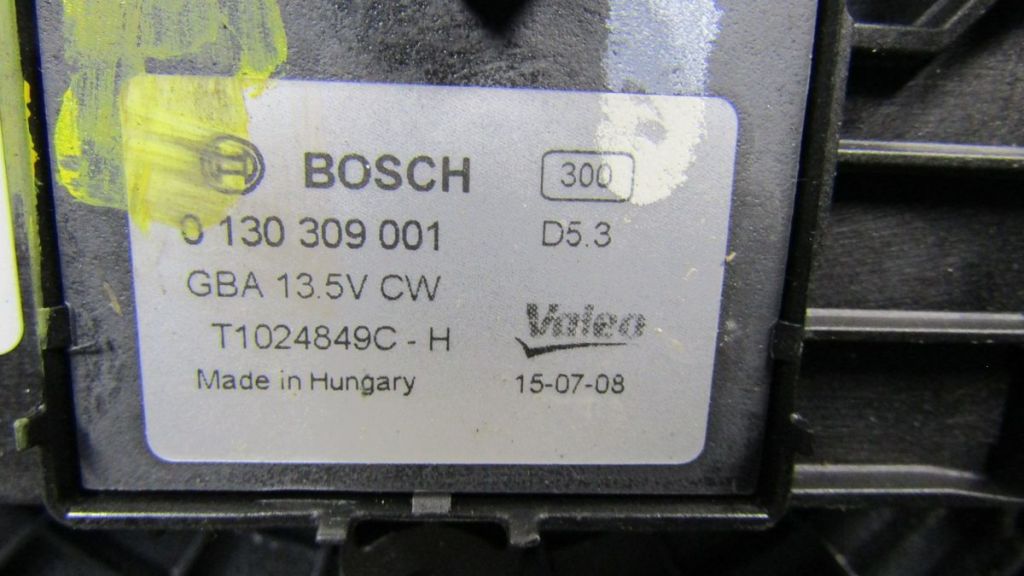 BOSCH 300
0 130 309 001 D5.3
GBA 13.5V CW
Valeo
T1024849C - H
Made in Hungary 15-07-08